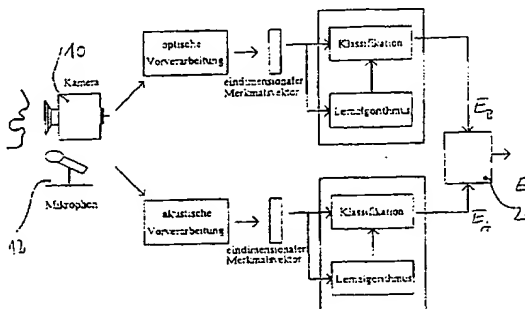 10
Kamera
optische
Vorverarbeitung
eindimensionaler
Merkmalsvektor
Klassifikation
Lernalgorithmus
E
2
Mikrophon
12
akustische
Vorverarbeitung
eindimensionaler
Merkmalsvektor
Klassifikation
Lernalgorithmus